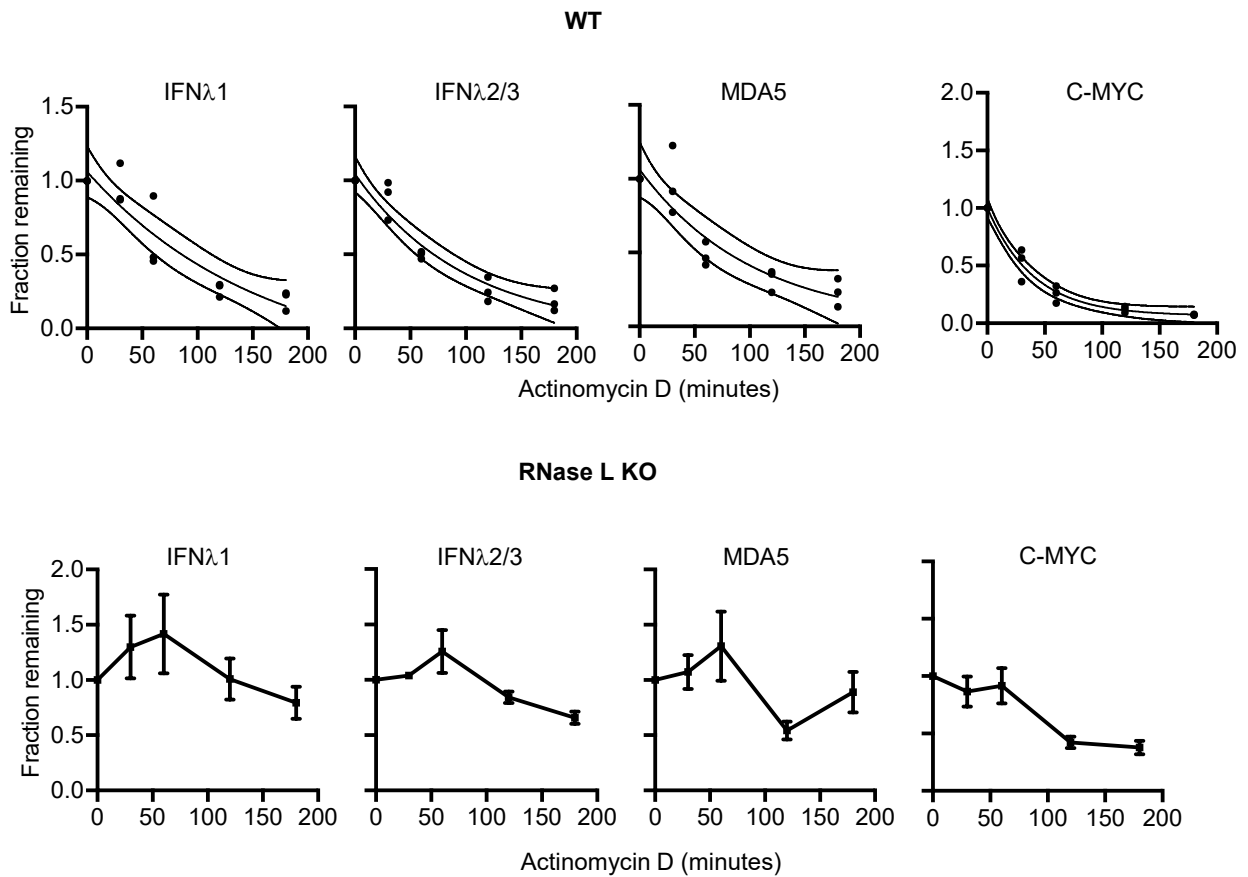 WT
IFNλ1 IFNλ2/3 MDA5 C-MYC
Fraction remaining
1.5
1.0
0.5
0.0
2.0
1.5
1.0
0.5
0.0
0 50 100 150 200 0 50 100 150 200 0 50 100 150 200 0 50 100 150 200
Actinomycin D (minutes)
RNase L KO
IFNλ1 IFNλ2/3 MDA5 C-MYC
Fraction remaining
2.0
1.5
1.0
0.5
0.0
0 50 100 150 200 0 50 100 150 200 0 50 100 150 200 0 50 100 150 200
Actinomycin D (minutes)